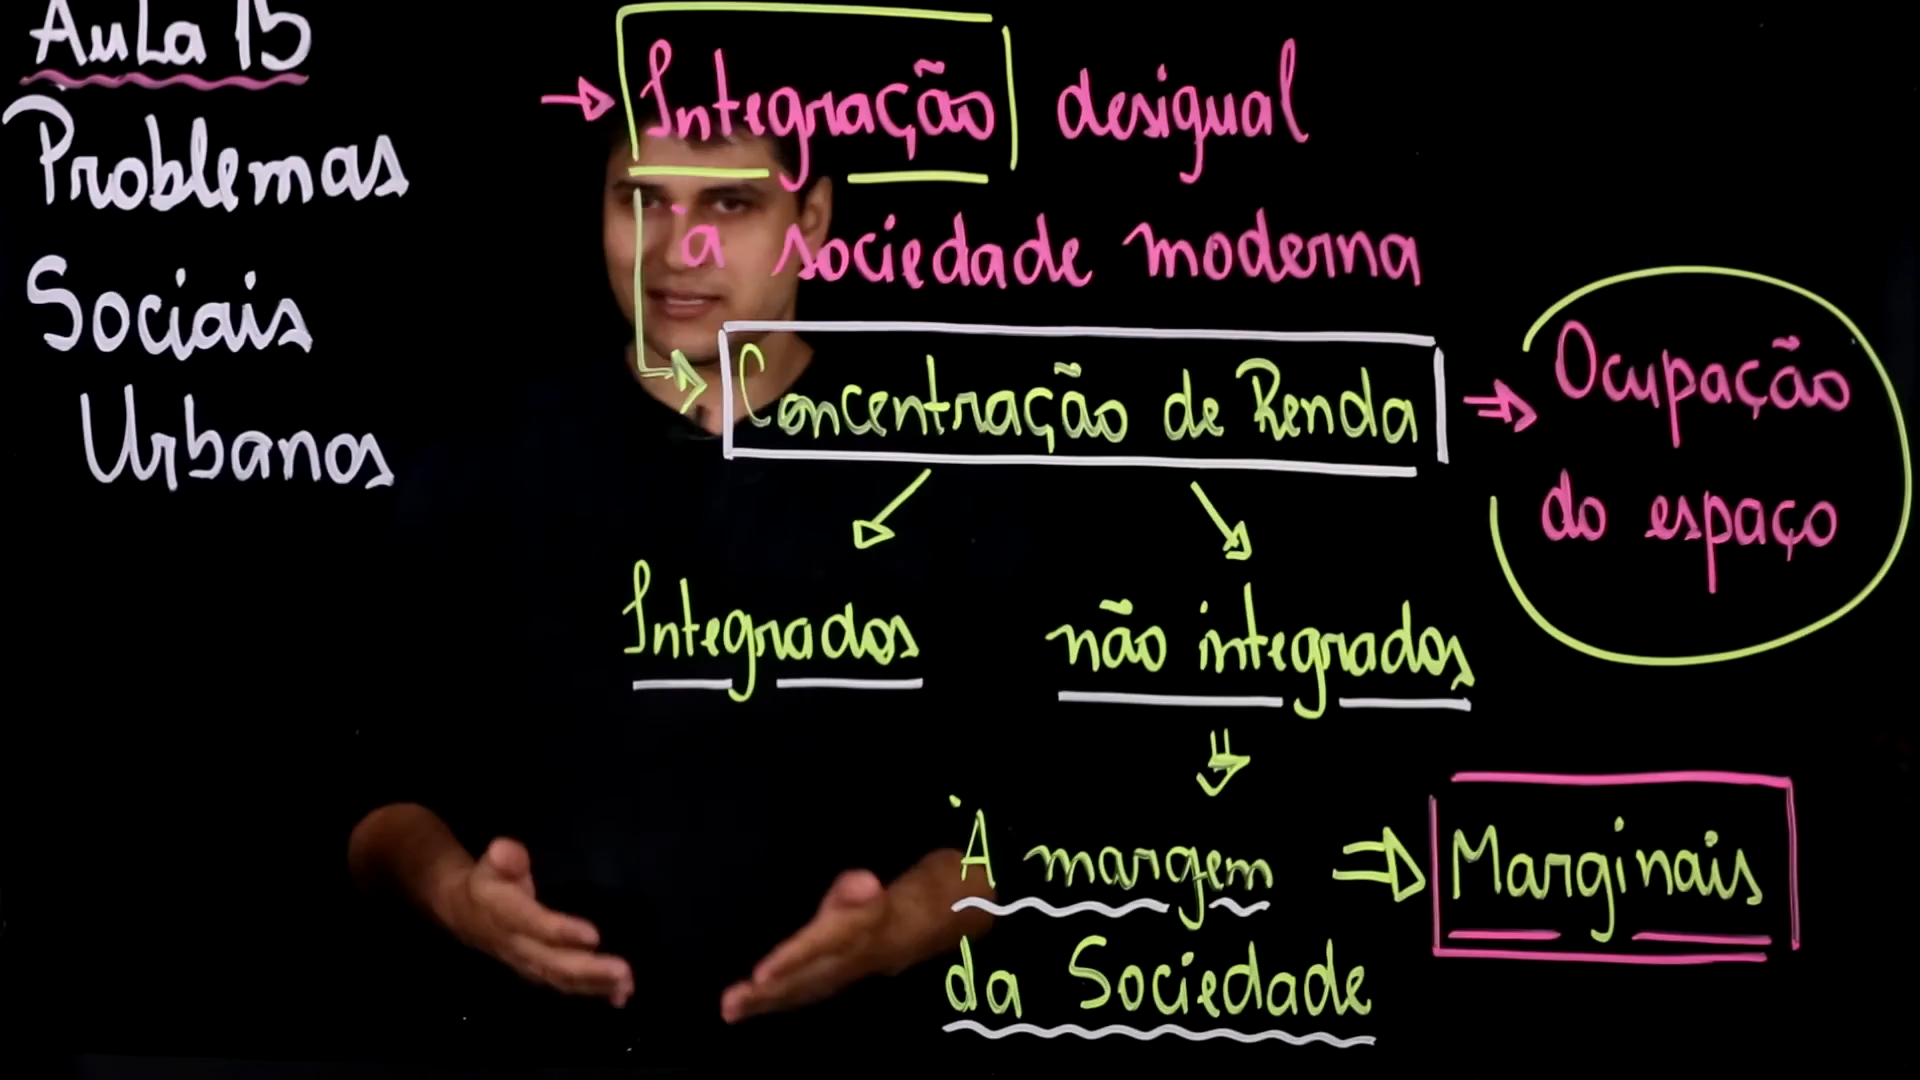 Aula 15
Problemas
Sociais
Urbanos
→ Integração desigual
à sociedade moderna
Concentração de Renda ⇒ Ocupação
do espaço
Integrados não integrados
À margem ⇒ Marginais
da Sociedade